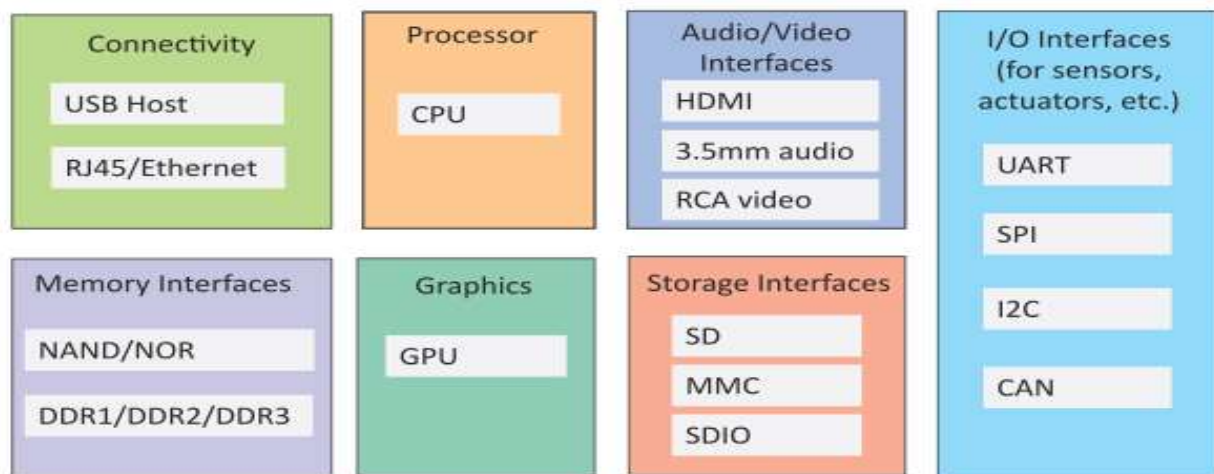 Connectivity
USB Host
RJ45/Ethernet
Processor
CPU
Audio/Video
Interfaces
HDMI
3.5mm audio
RCA video
I/O Interfaces
(for sensors,
actuators, etc.)
UART
SPI
I2C
CAN
Memory Interfaces
NAND/NOR
DDR1/DDR2/DDR3
Graphics
GPU
Storage Interfaces
SD
MMC
SDIO